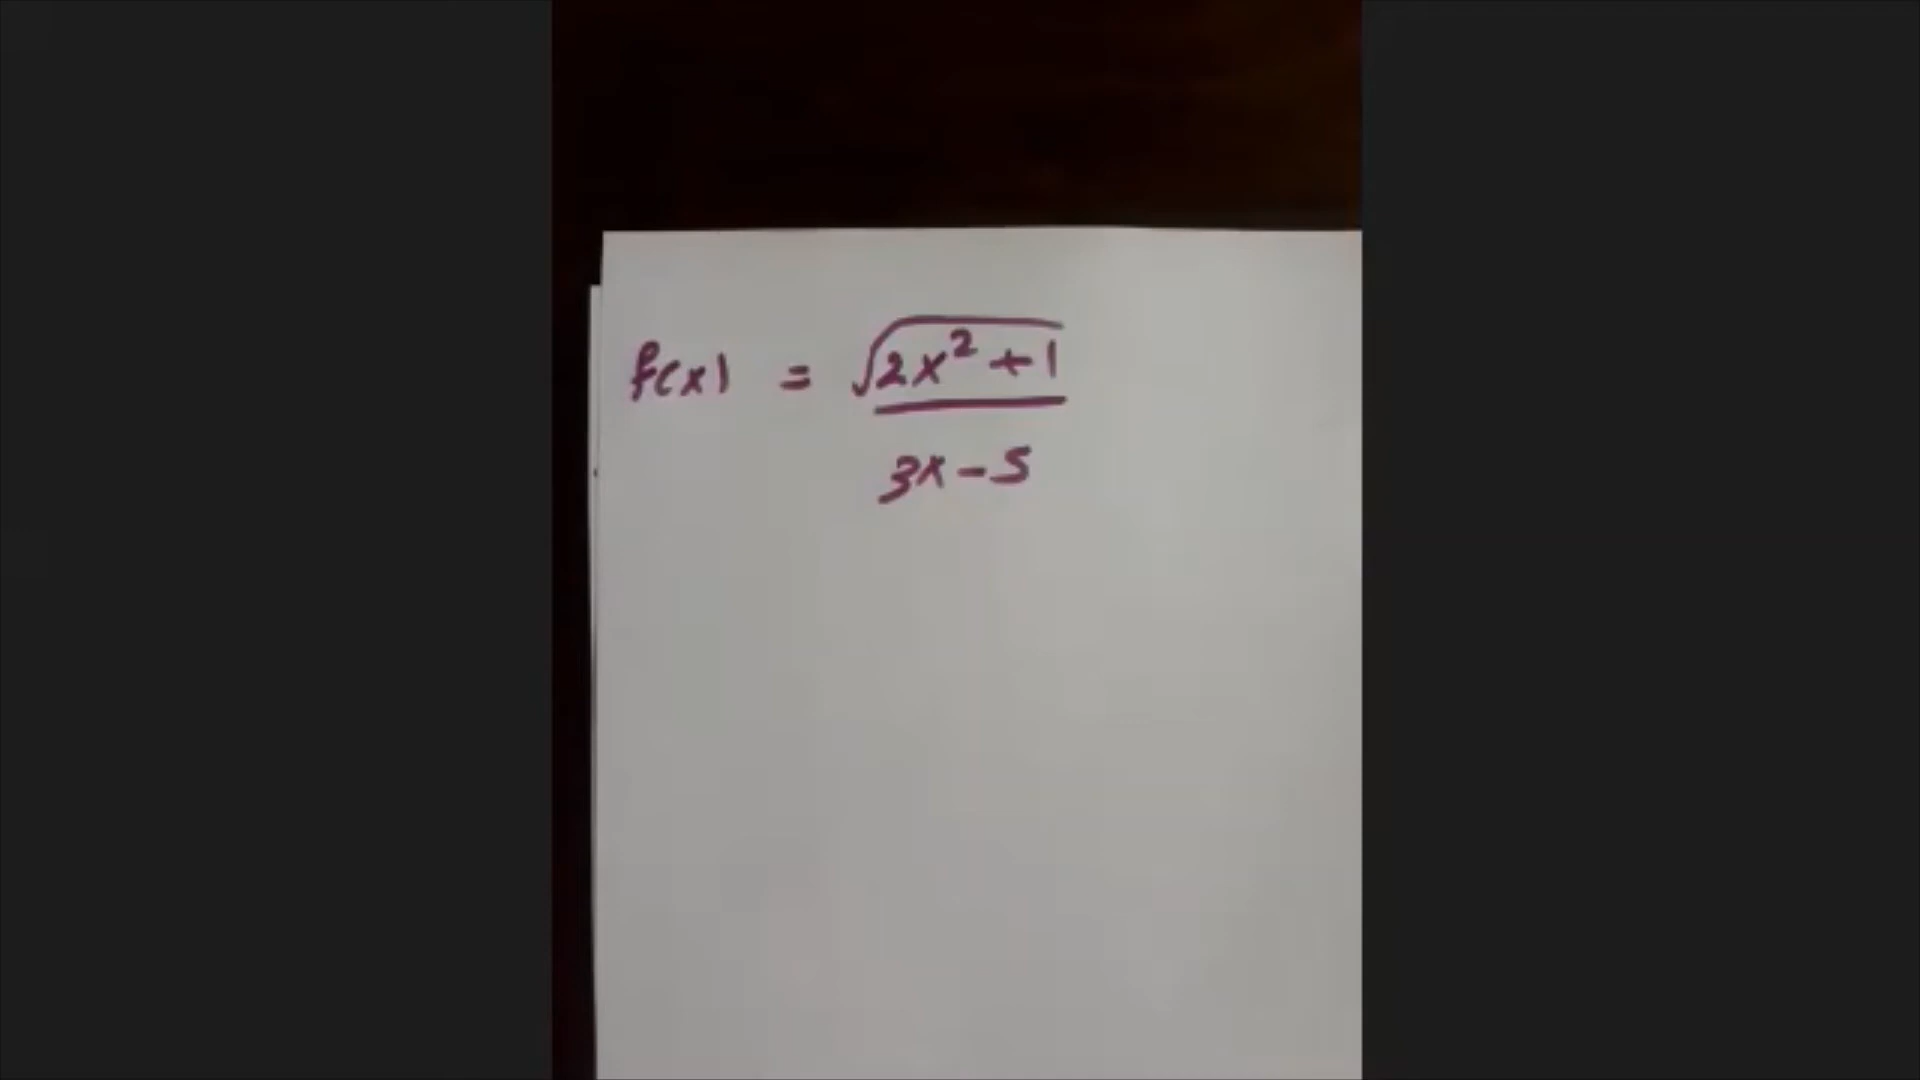 f(x) = √(2x² + 1)
3x - 5